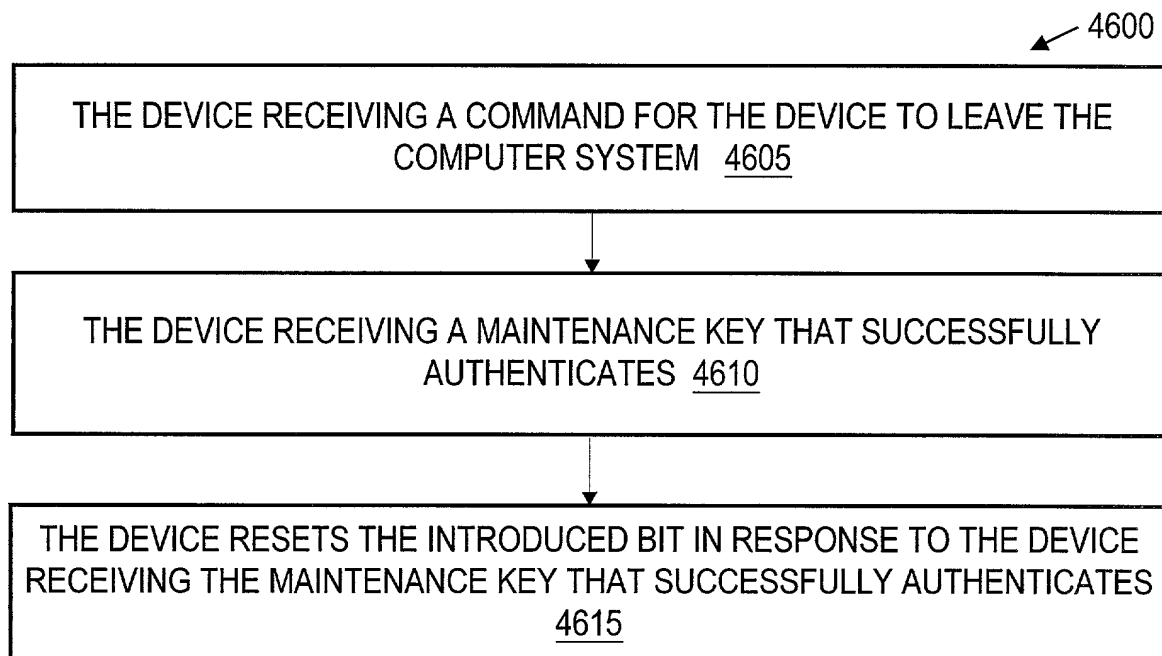 4600
THE DEVICE RECEIVING A COMMAND FOR THE DEVICE TO LEAVE THE
COMPUTER SYSTEM 4605
THE DEVICE RECEIVING A MAINTENANCE KEY THAT SUCCESSFULLY
AUTHENTICATES 4610
THE DEVICE RESETS THE INTRODUCED BIT IN RESPONSE TO THE DEVICE
RECEIVING THE MAINTENANCE KEY THAT SUCCESSFULLY AUTHENTICATES
4615